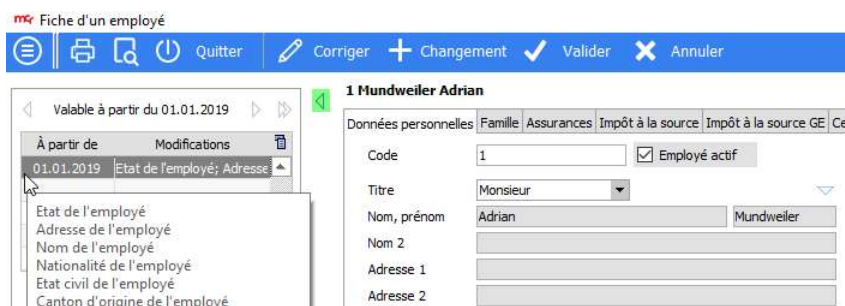 mcr Fiche d'un employé
Quitter Corriger Changement Valider Annuler
Valable à partir du 01.01.2019
À partir de Modifications
01.01.2019 Etat de l'employé; Adresse
Etat de l'employé
Adresse de l'employé
Nom de l'employé
Nationalité de l'employé
Etat civil de l'employé
Canton d'origine de l'employé
1 Mundweiler Adrian
Données personnelles Famille Assurances Impôt à la source Impôt à la source GE Ce
Code 1 Employé actif
Titre Monsieur
Nom, prénom Adrian Mundweiler
Nom 2
Adresse 1
Adresse 2